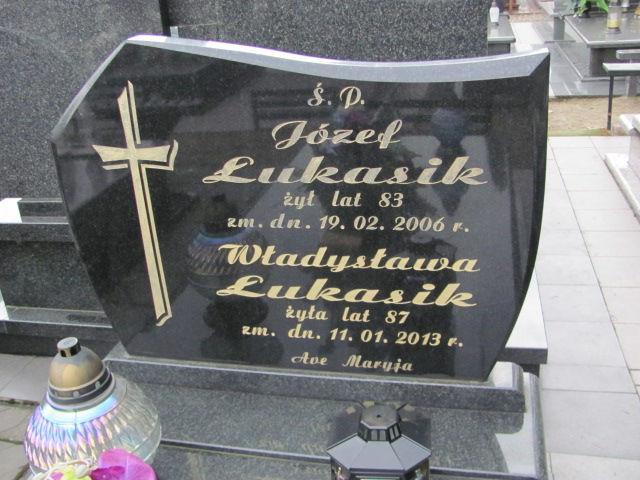 Ś. P.
Józef
Łukasik
żył lat 83
zm. dn. 19. 02. 2006 r.
Władysława
Łukasik
żyła lat 87
zm. dn. 11. 01. 2013 r.
Ave Maryja